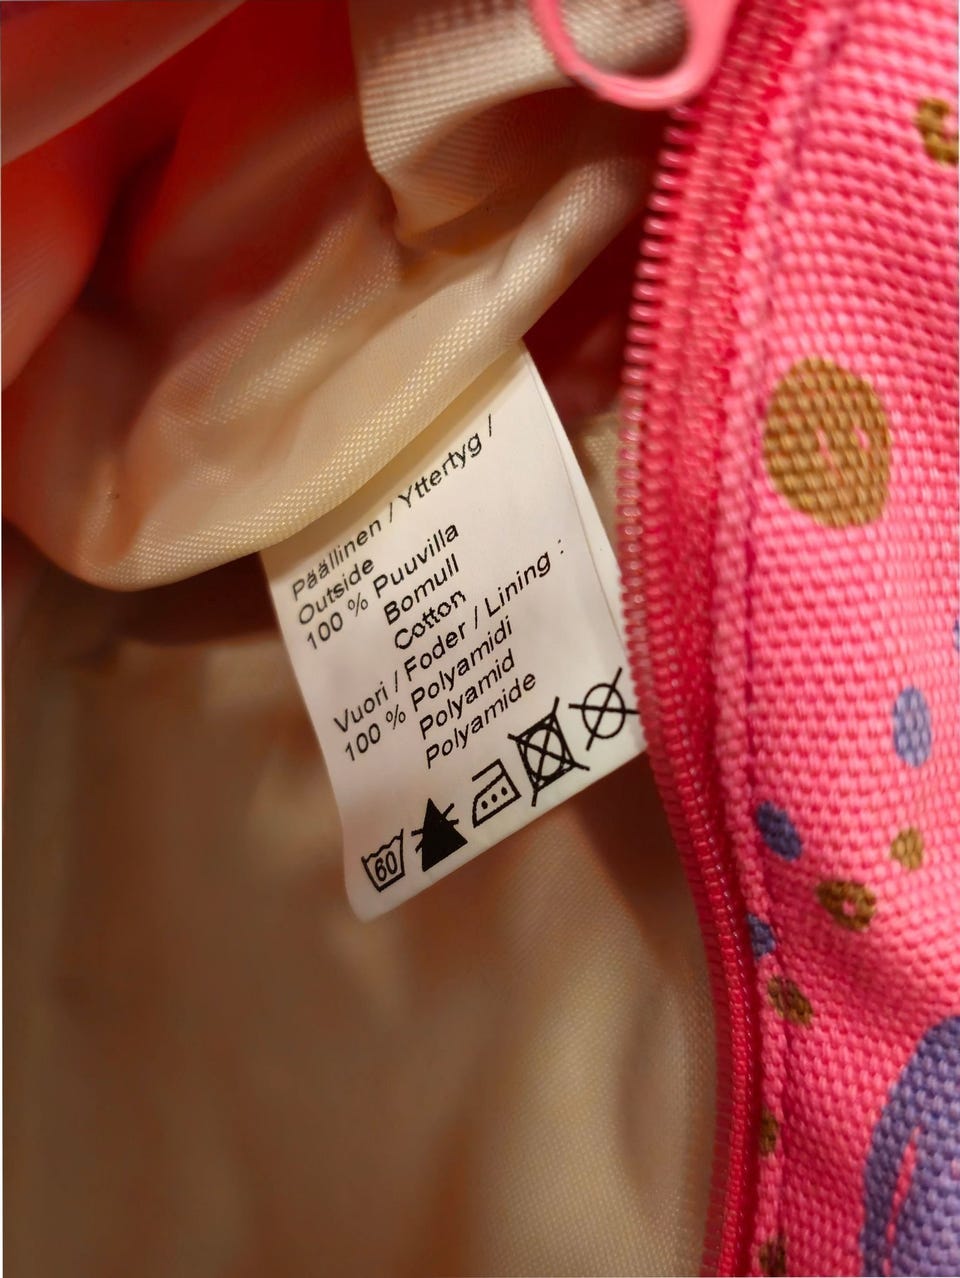 Päällinen / Yttertyg /
Outside
100 % Puuvilla
Bomull
Cotton
Vuori / Foder / Lining :
100 % Polyamidi
Polyamid
Polyamide
60